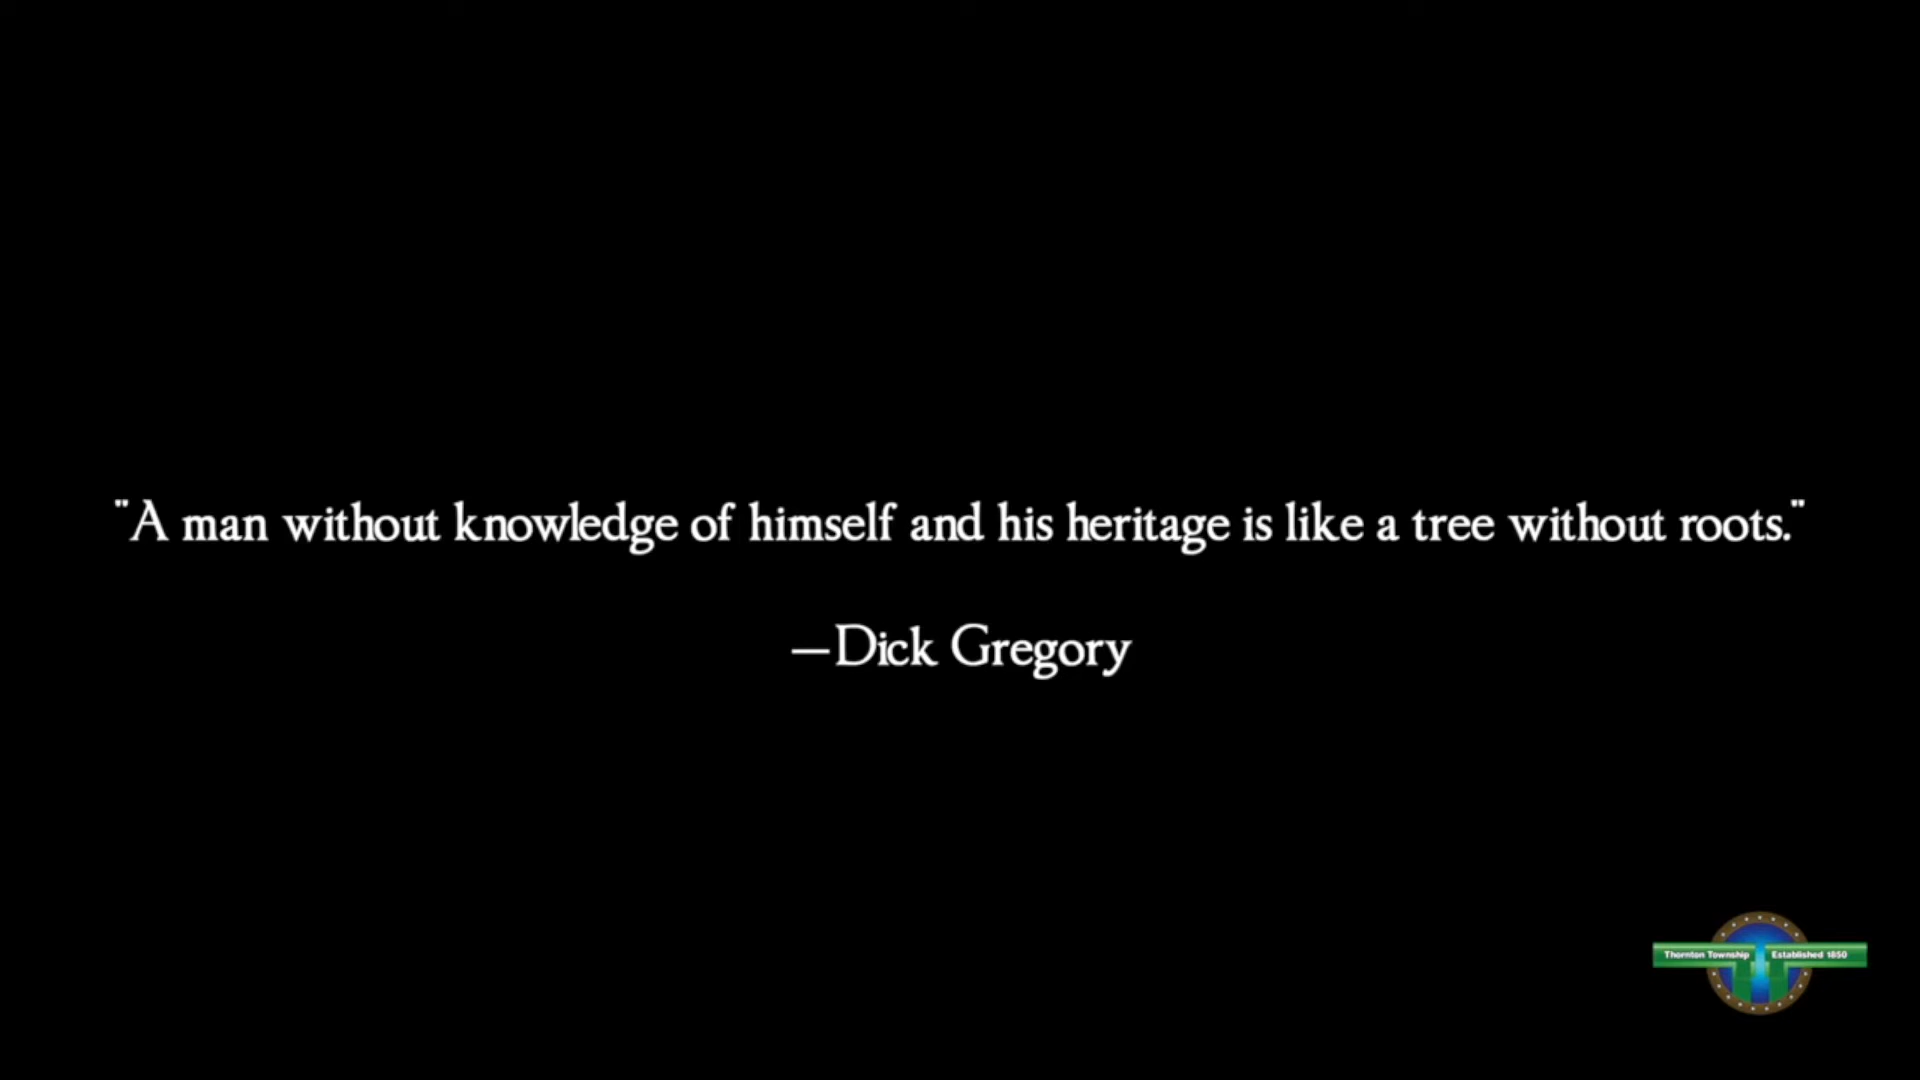 "A man without knowledge of himself and his heritage is like a tree without roots."
—Dick Gregory
Thornton Township Established 1850